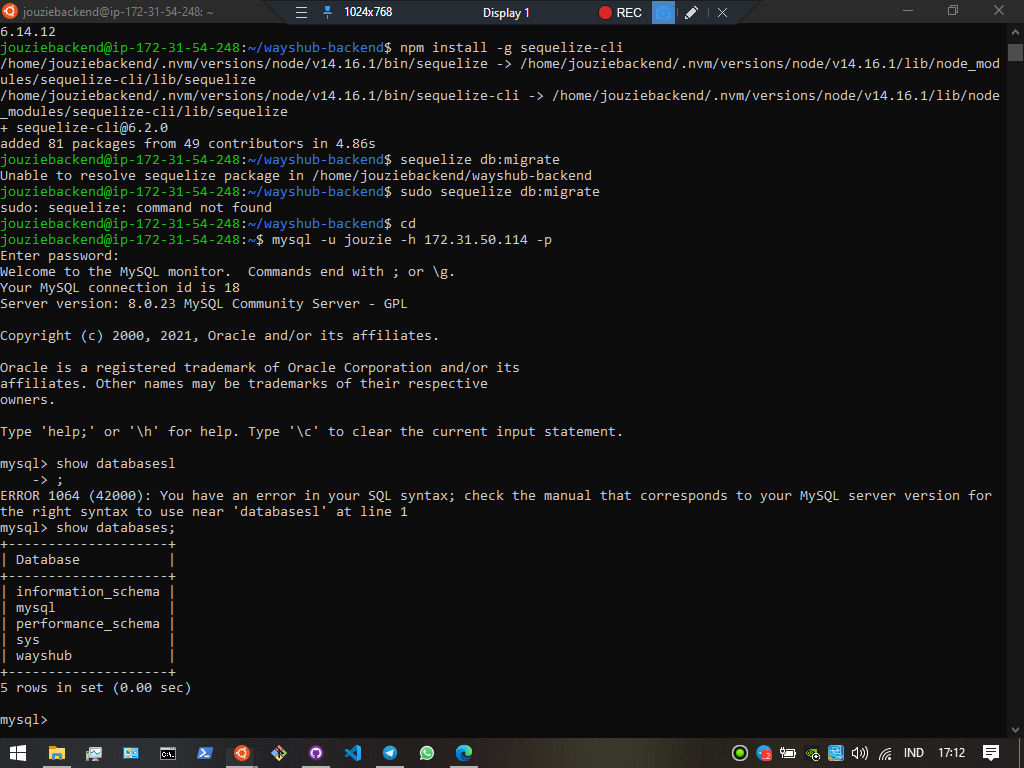 jouziebackend@ip-172-31-54-248: ~
1024x768
Display 1
REC
6.14.12
jouziebackend@ip-172-31-54-248:~/wayshub-backend$ npm install -g sequelize-cli
/home/jouziebackend/.nvm/versions/node/v14.16.1/bin/sequelize -> /home/jouziebackend/.nvm/versions/node/v14.16.1/lib/node_mod
ules/sequelize-cli/lib/sequelize
/home/jouziebackend/.nvm/versions/node/v14.16.1/bin/sequelize-cli -> /home/jouziebackend/.nvm/versions/node/v14.16.1/lib/node
_modules/sequelize-cli/lib/sequelize
+ sequelize-cli@6.2.0
added 81 packages from 49 contributors in 4.86s
jouziebackend@ip-172-31-54-248:~/wayshub-backend$ sequelize db:migrate
Unable to resolve sequelize package in /home/jouziebackend/wayshub-backend
jouziebackend@ip-172-31-54-248:~/wayshub-backend$ sudo sequelize db:migrate
sudo: sequelize: command not found
jouziebackend@ip-172-31-54-248:~/wayshub-backend$ cd
jouziebackend@ip-172-31-54-248:~$ mysql -u jouzie -h 172.31.50.114 -p
Enter password:
Welcome to the MySQL monitor.  Commands end with ; or \g.
Your MySQL connection id is 18
Server version: 8.0.23 MySQL Community Server - GPL
Copyright (c) 2000, 2021, Oracle and/or its affiliates.
Oracle is a registered trademark of Oracle Corporation and/or its
affiliates. Other names may be trademarks of their respective
owners.
Type 'help;' or '\h' for help. Type '\c' to clear the current input statement.
mysql> show databasesl
    -> ;
ERROR 1064 (42000): You have an error in your SQL syntax; check the manual that corresponds to your MySQL server version for
the right syntax to use near 'databasesl' at line 1
mysql> show databases;
+--------------------+
| Database           |
+--------------------+
| information_schema |
| mysql              |
| performance_schema |
| sys                |
| wayshub            |
+--------------------+
5 rows in set (0.00 sec)
mysql>
IND
17:12